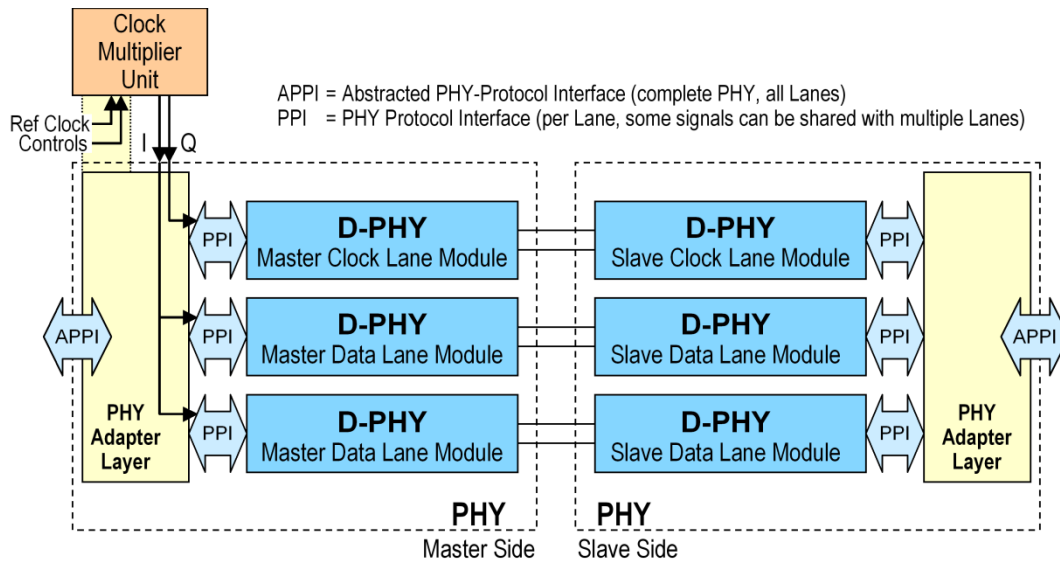 Clock
Multiplier
Unit
APPI = Abstracted PHY-Protocol Interface (complete PHY, all Lanes)
PPI = PHY Protocol Interface (per Lane, some signals can be shared with multiple Lanes)
Ref Clock
Controls
I
Q
PPI
D-PHY
Master Clock Lane Module
D-PHY
Slave Clock Lane Module
PPI
APPI
PPI
D-PHY
Master Data Lane Module
D-PHY
Slave Data Lane Module
PPI
APPI
PHY
Adapter
Layer
PPI
D-PHY
Master Data Lane Module
D-PHY
Slave Data Lane Module
PPI
PHY
Adapter
Layer
PHY
Master Side
PHY
Slave Side